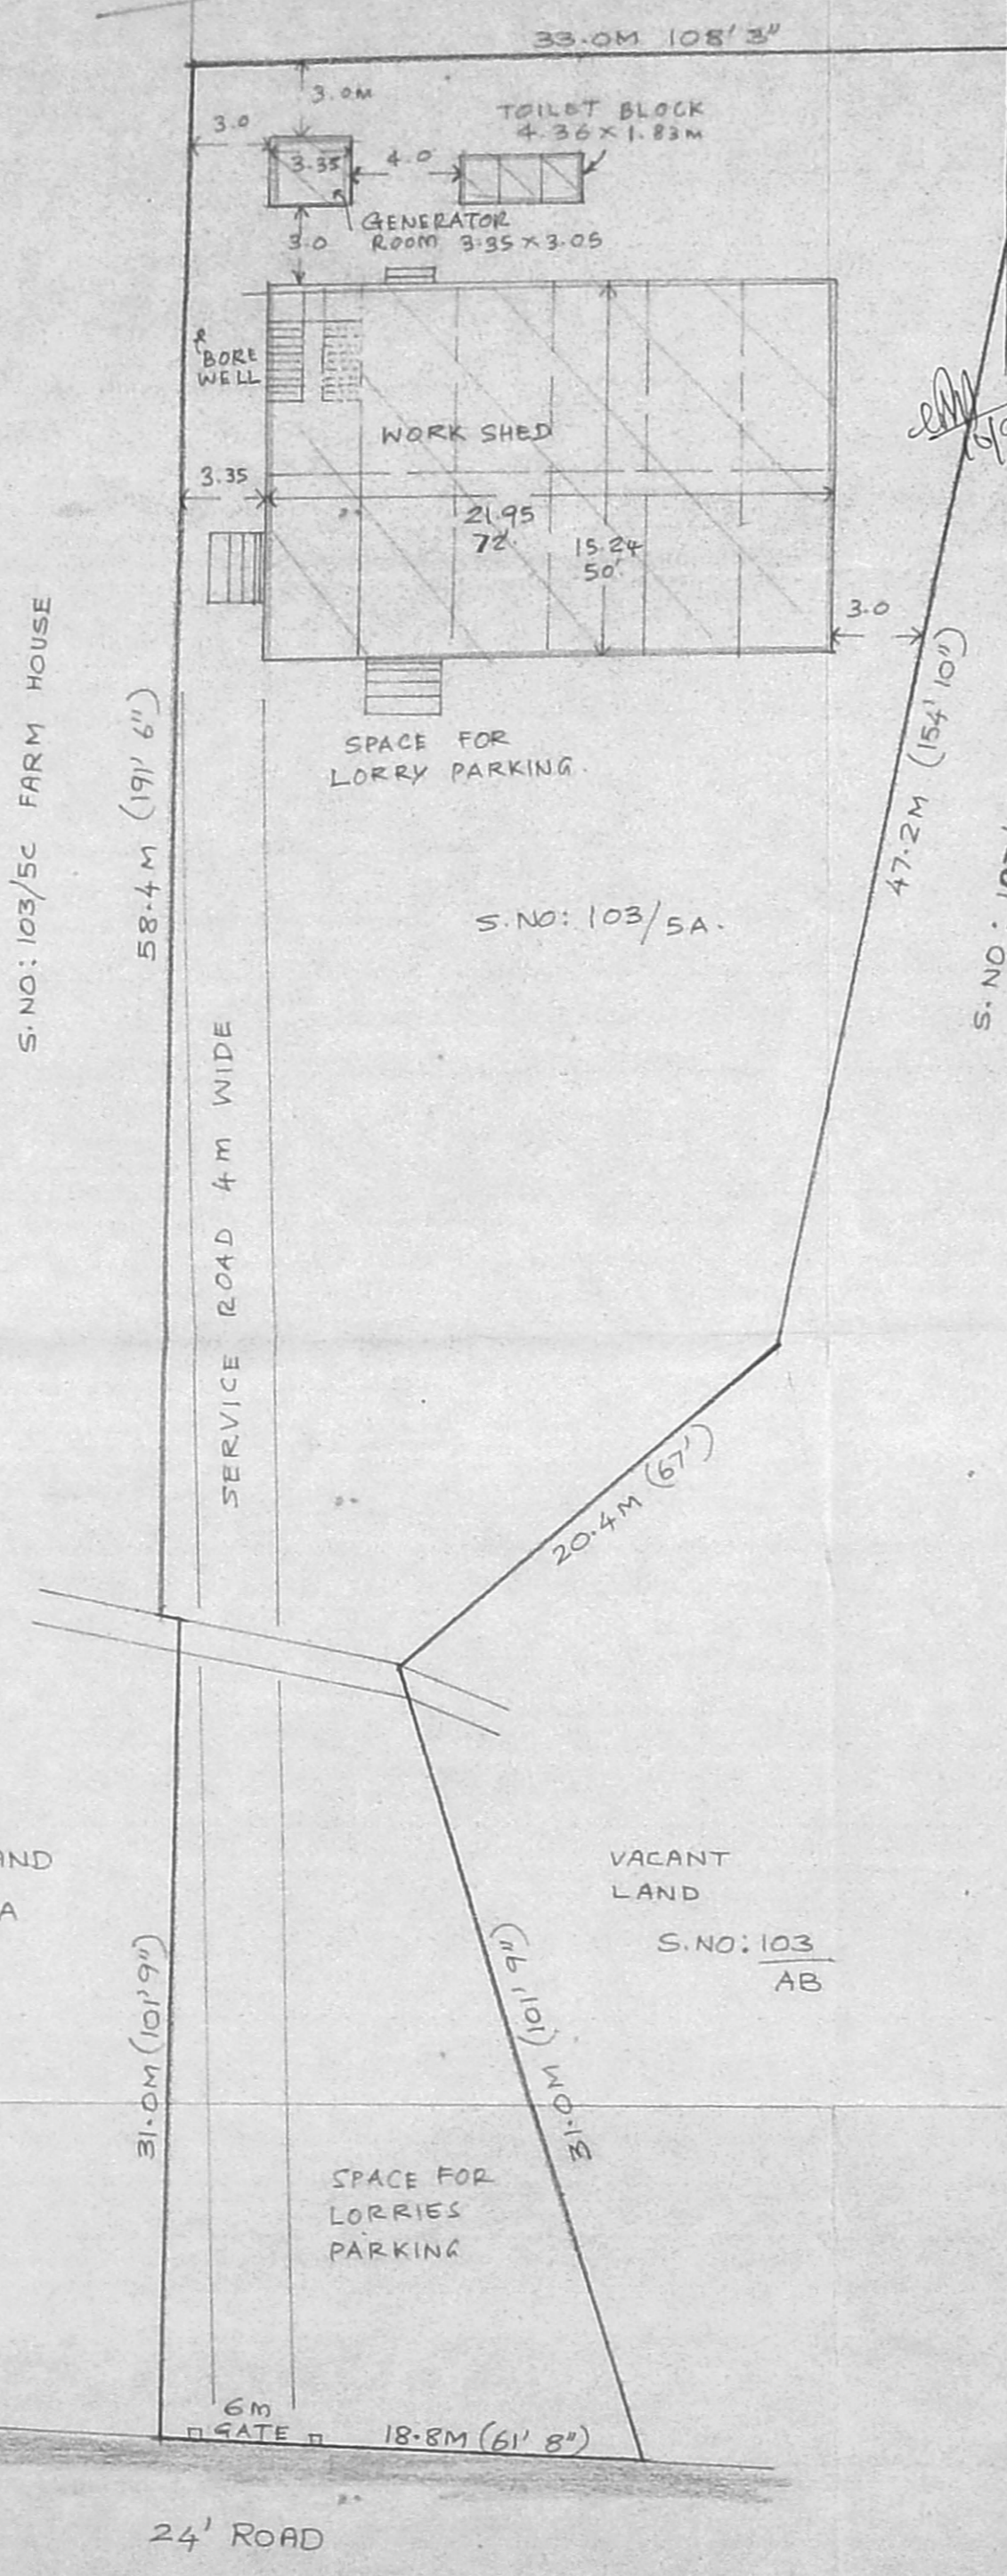 33.0M 108' 3"
3.0M
TOILET BLOCK
4.36 × 1.83m
3.0
3.35
4.0
GENERATOR
ROOM 3.35 × 3.05
3.0
BORE
WELL
WORK SHED
3.35
21.95
72'
15.24
50'
3.0
S.NO: 103/5C FARM HOUSE
58.4 M (191' 6")
47.2M (154' 10")
SPACE FOR
LORRY PARKING.
S.NO: 103/5A.
S. NO.
SERVICE ROAD 4m WIDE
20.4M (67')
AND
A
VACANT
LAND
S.NO: 103
AB
31.0M (101' 9")
31.0M (101' 9")
SPACE FOR
LORRIES
PARKING
6m
GATE
18.8M (61' 8")
24' ROAD